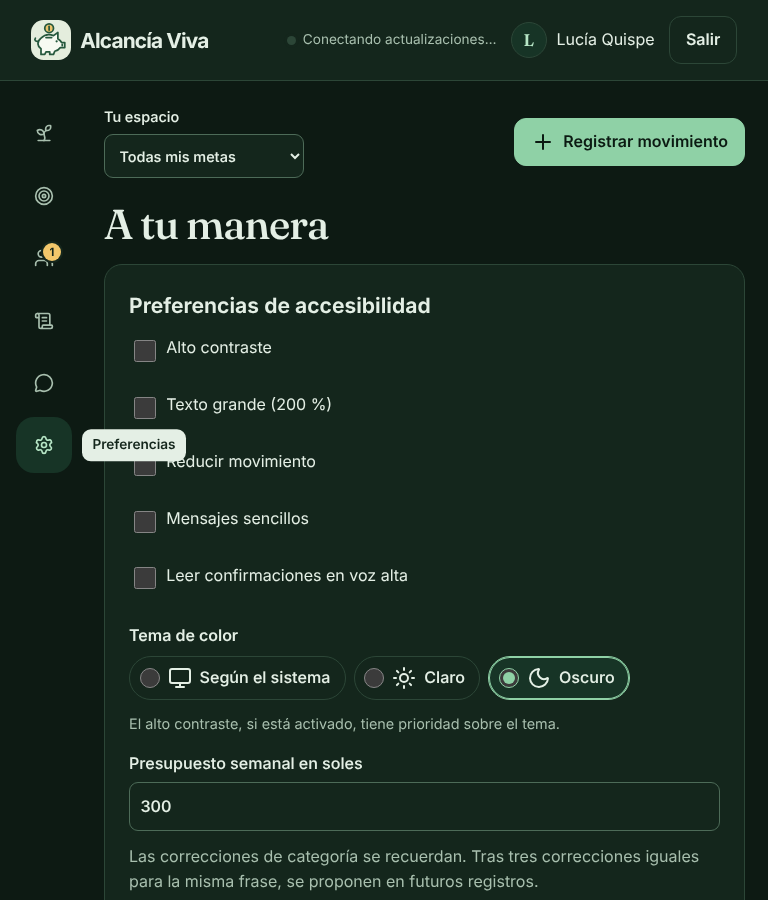 Alcancía Viva
Conectando actualizaciones...
L
Lucía Quispe
Salir
Tu espacio
Todas mis metas
Registrar movimiento
A tu manera
1
Preferencias de accesibilidad
Alto contraste
Texto grande (200 %)
Preferencias
Reducir movimiento
Mensajes sencillos
Leer confirmaciones en voz alta
Tema de color
Según el sistema
Claro
Oscuro
El alto contraste, si está activado, tiene prioridad sobre el tema.
Presupuesto semanal en soles
300
Las correcciones de categoría se recuerdan. Tras tres correcciones iguales
para la misma frase, se proponen en futuros registros.